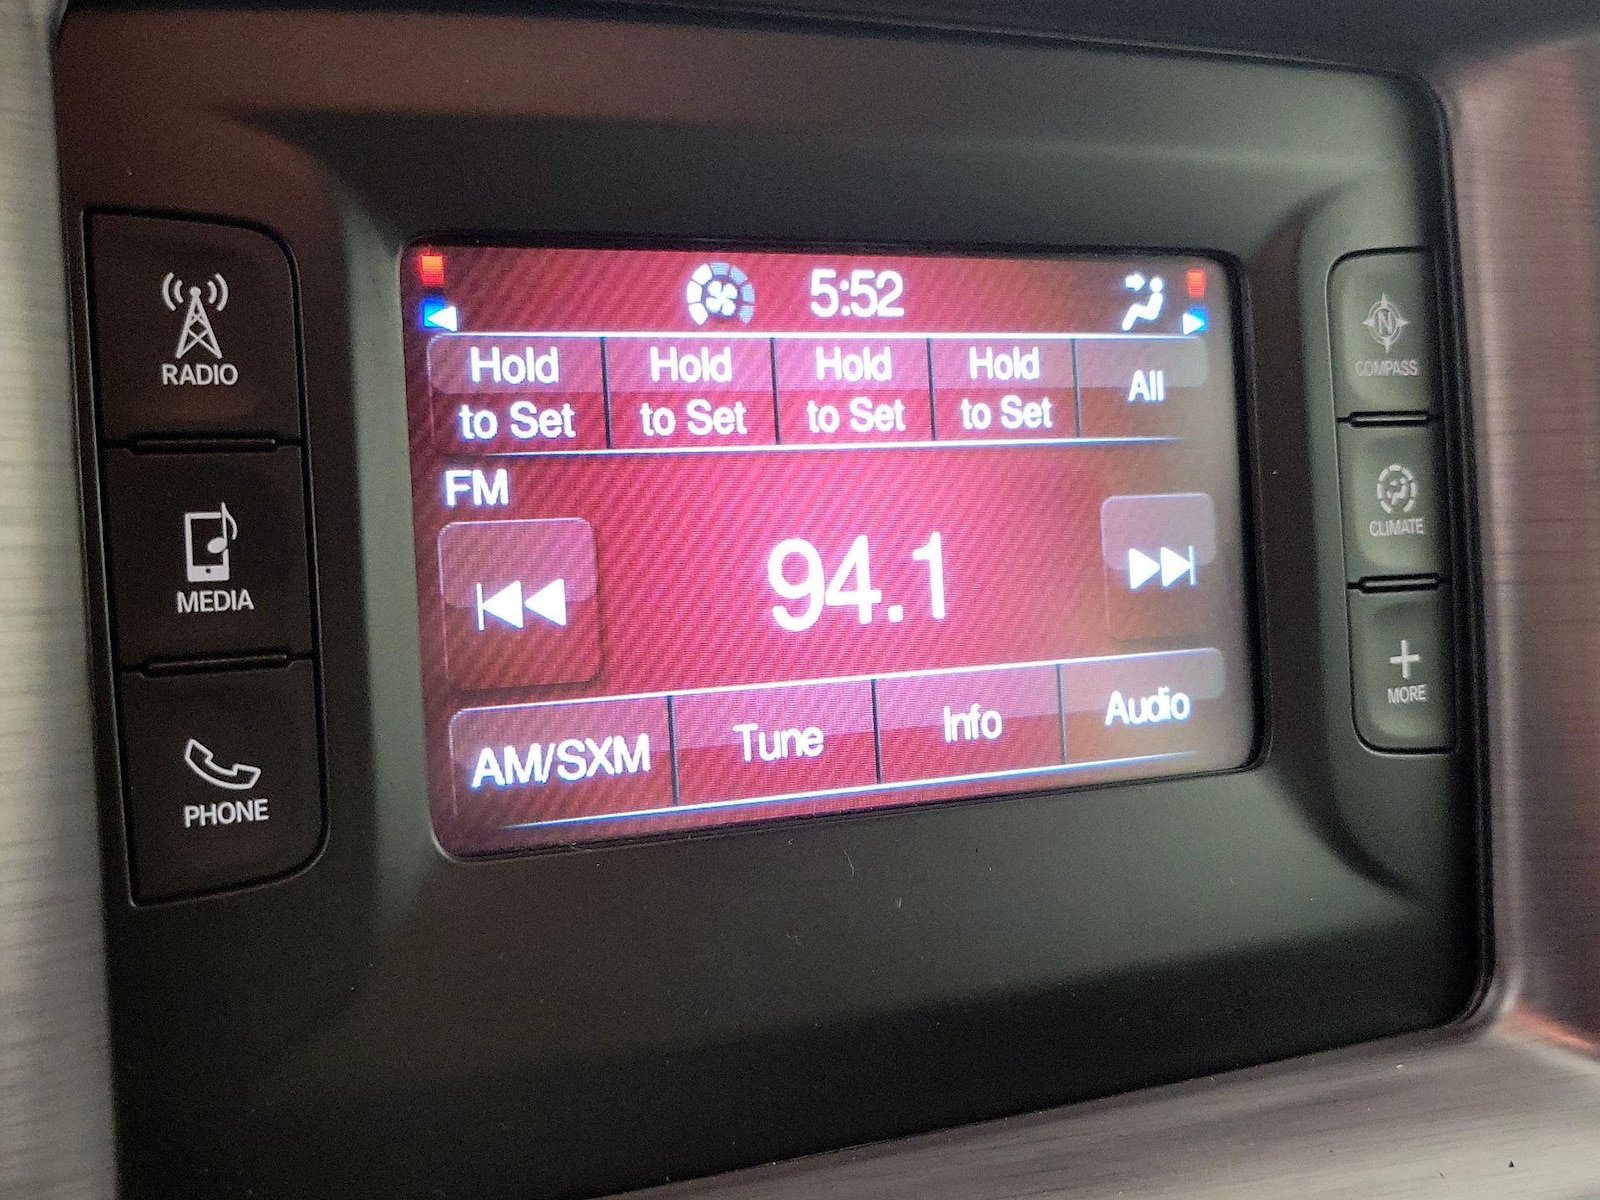 5:52
Hold to Set
Hold to Set
Hold to Set
Hold to Set
All
FM
94.1
AM/SXM
Tune
Info
Audio
RADIO
MEDIA
PHONE
N
COMPASS
CLIMATE
MORE